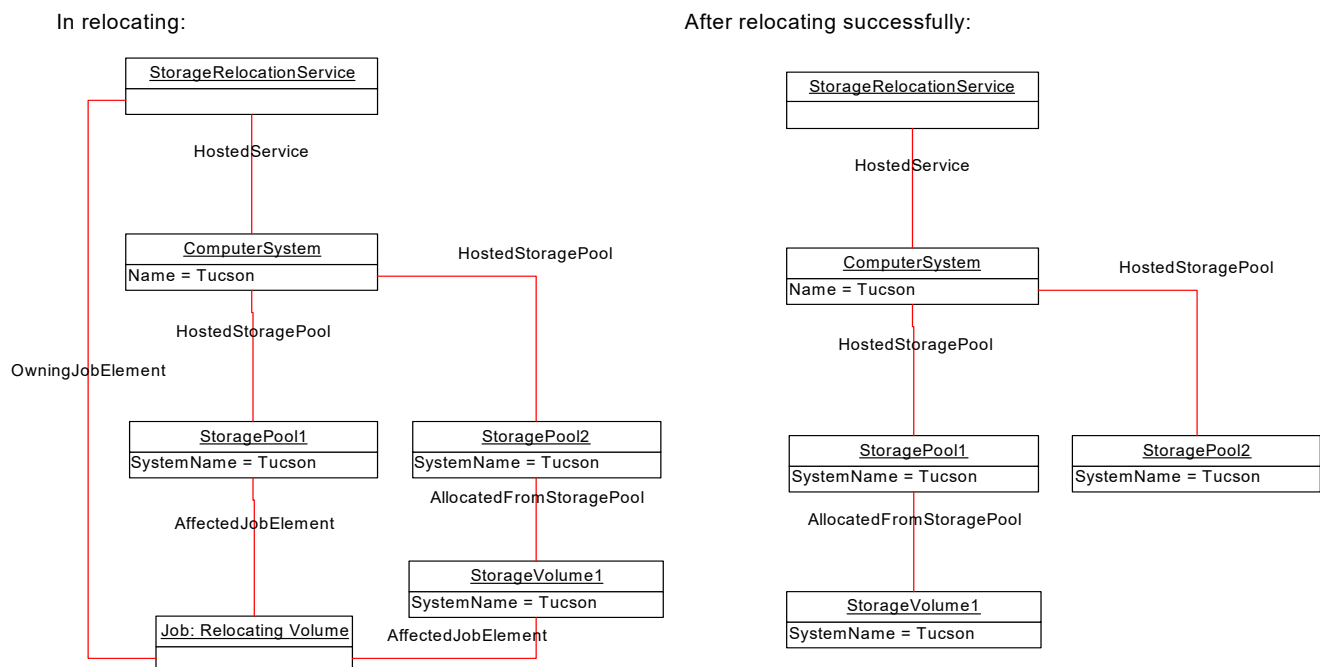 In relocating:
StorageRelocationService
HostedService
ComputerSystem
Name = Tucson
HostedStoragePool
HostedStoragePool
OwningJobElement
StoragePool1
SystemName = Tucson
StoragePool2
SystemName = Tucson
AllocatedFromStoragePool
AffectedJobElement
StorageVolume1
SystemName = Tucson
Job: Relocating Volume
AffectedJobElement
After relocating successfully:
StorageRelocationService
HostedService
ComputerSystem
Name = Tucson
HostedStoragePool
HostedStoragePool
StoragePool1
SystemName = Tucson
StoragePool2
SystemName = Tucson
AllocatedFromStoragePool
StorageVolume1
SystemName = Tucson